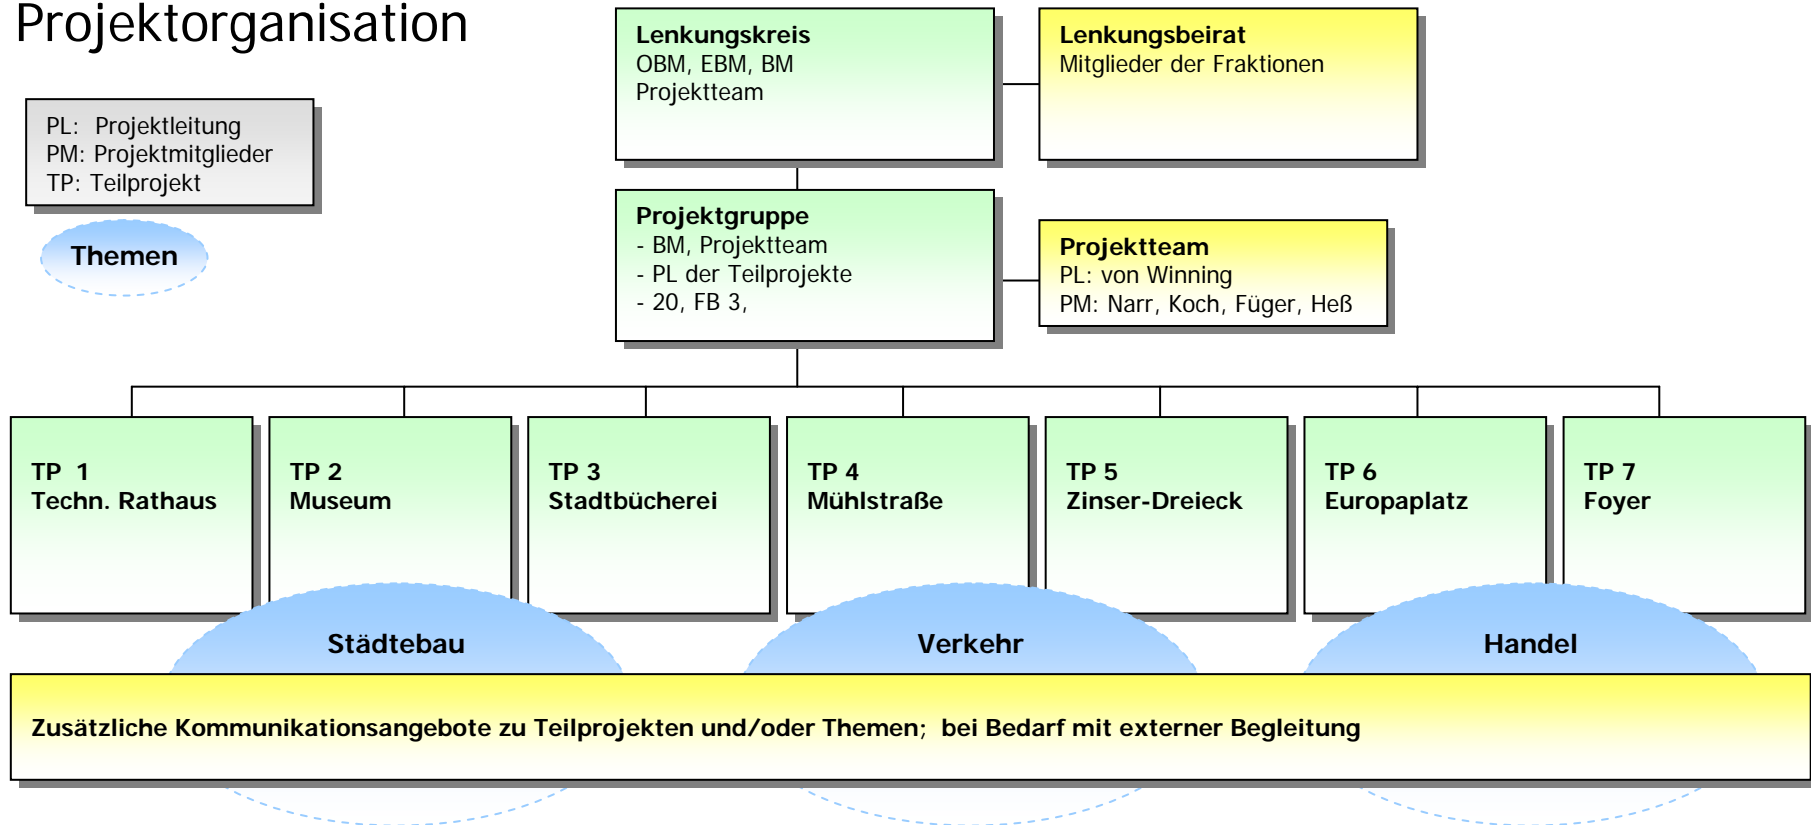 Projektorganisation
PL: Projektleitung
PM: Projektmitglieder
TP: Teilprojekt
Themen
Lenkungskreis
OBM, EBM, BM
Projektteam
Lenkungsbeirat
Mitglieder der Fraktionen
Projektgruppe
- BM, Projektteam
- PL der Teilprojekte
- 20, FB 3,
Projektteam
PL: von Winning
PM: Narr, Koch, Füger, Heß
TP 1
Techn. Rathaus
TP 2
Museum
TP 3
Stadtbücherei
TP 4
Mühlstraße
TP 5
Zinser-Dreieck
TP 6
Europaplatz
TP 7
Foyer
Städtebau
Verkehr
Handel
Zusätzliche Kommunikationsangebote zu Teilprojekten und/oder Themen; bei Bedarf mit externer Begleitung